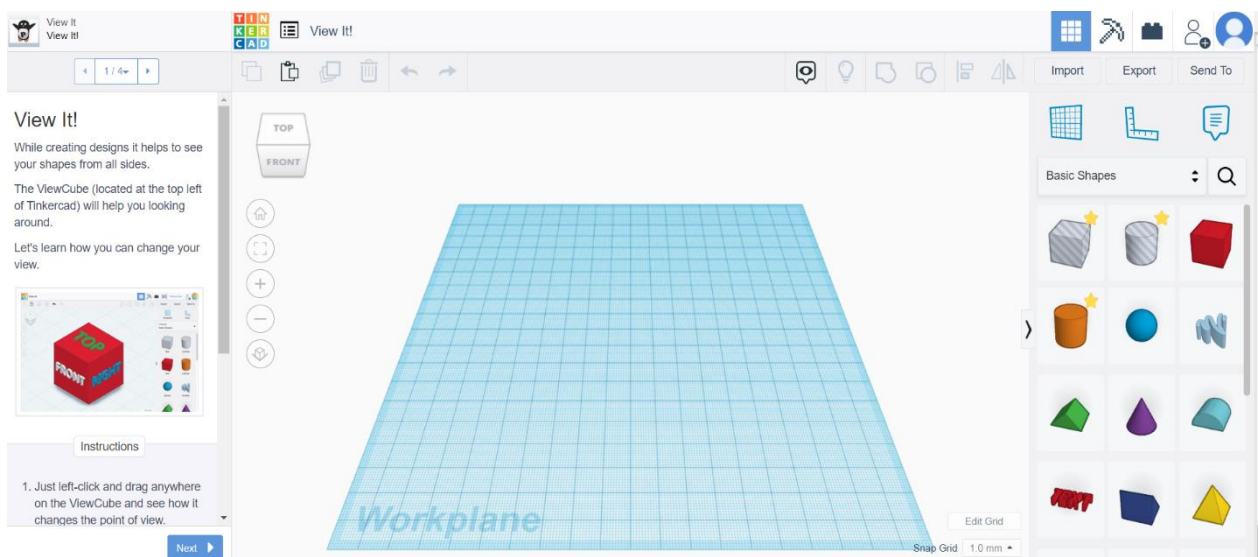 View It
View It!
TIN
KER
CAD
View It!
1 / 4
Import
Export
Send To
View It!
While creating designs it helps to see
your shapes from all sides.
The ViewCube (located at the top left
of Tinkercad) will help you looking
around.
Let's learn how you can change your
view.
TOP
FRONT
RIGHT
Instructions
1. Just left-click and drag anywhere
on the ViewCube and see how it
changes the point of view.
Next
TOP
FRONT
Workplane
Edit Grid
Snap Grid 1.0 mm
Basic Shapes
TEXT